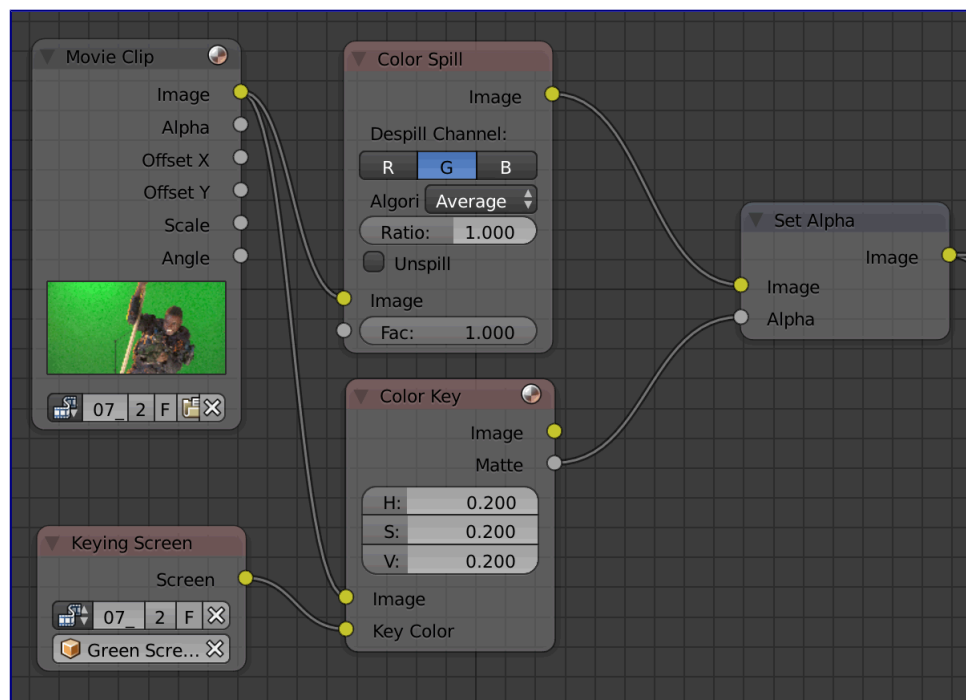 Movie Clip
Image
Alpha
Offset X
Offset Y
Scale
Angle
07_ 2 F
Keying Screen
Screen
07_ 2 F
Green Scre...
Color Spill
Image
Despill Channel:
R G B
Algori Average
Ratio: 1.000
Unspill
Image
Fac: 1.000
Color Key
Image
Matte
H: 0.200
S: 0.200
V: 0.200
Image
Key Color
Set Alpha
Image
Image
Alpha